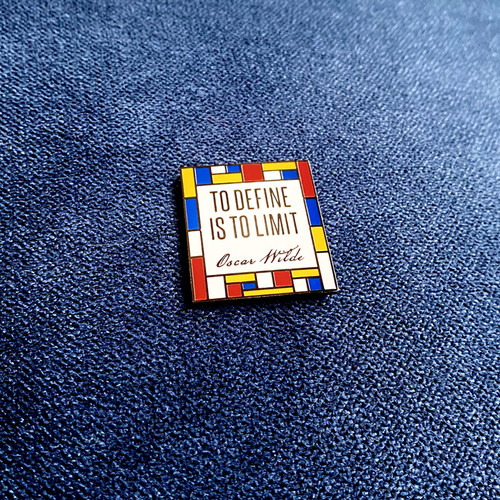 TO DEFINE
IS TO LIMIT
Oscar Wilde